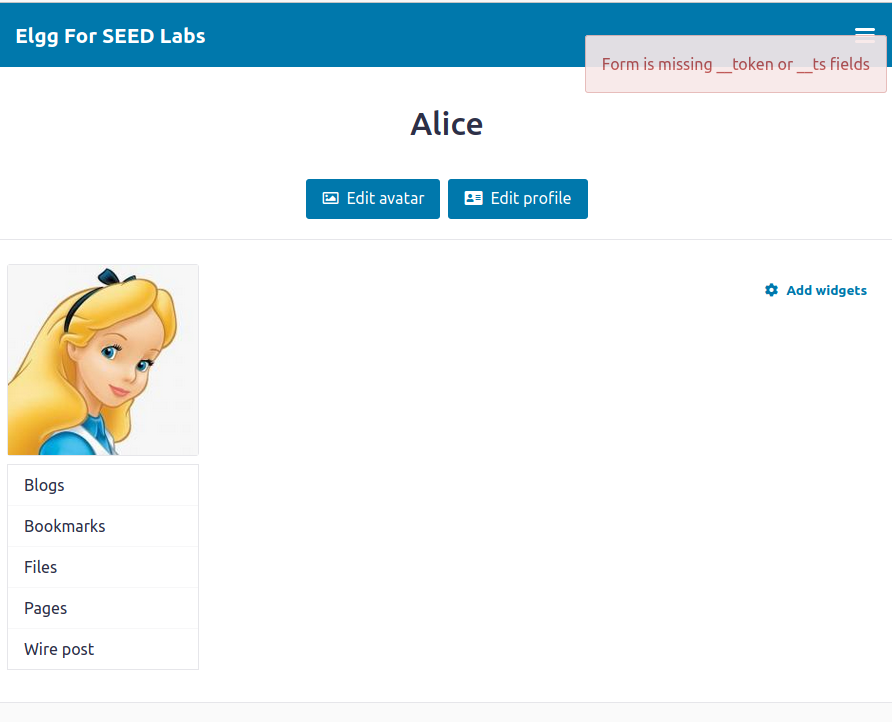 Elgg For SEED Labs
Form is missing __token or __ts fields
Alice
Edit avatar
Edit profile
Add widgets
Blogs
Bookmarks
Files
Pages
Wire post